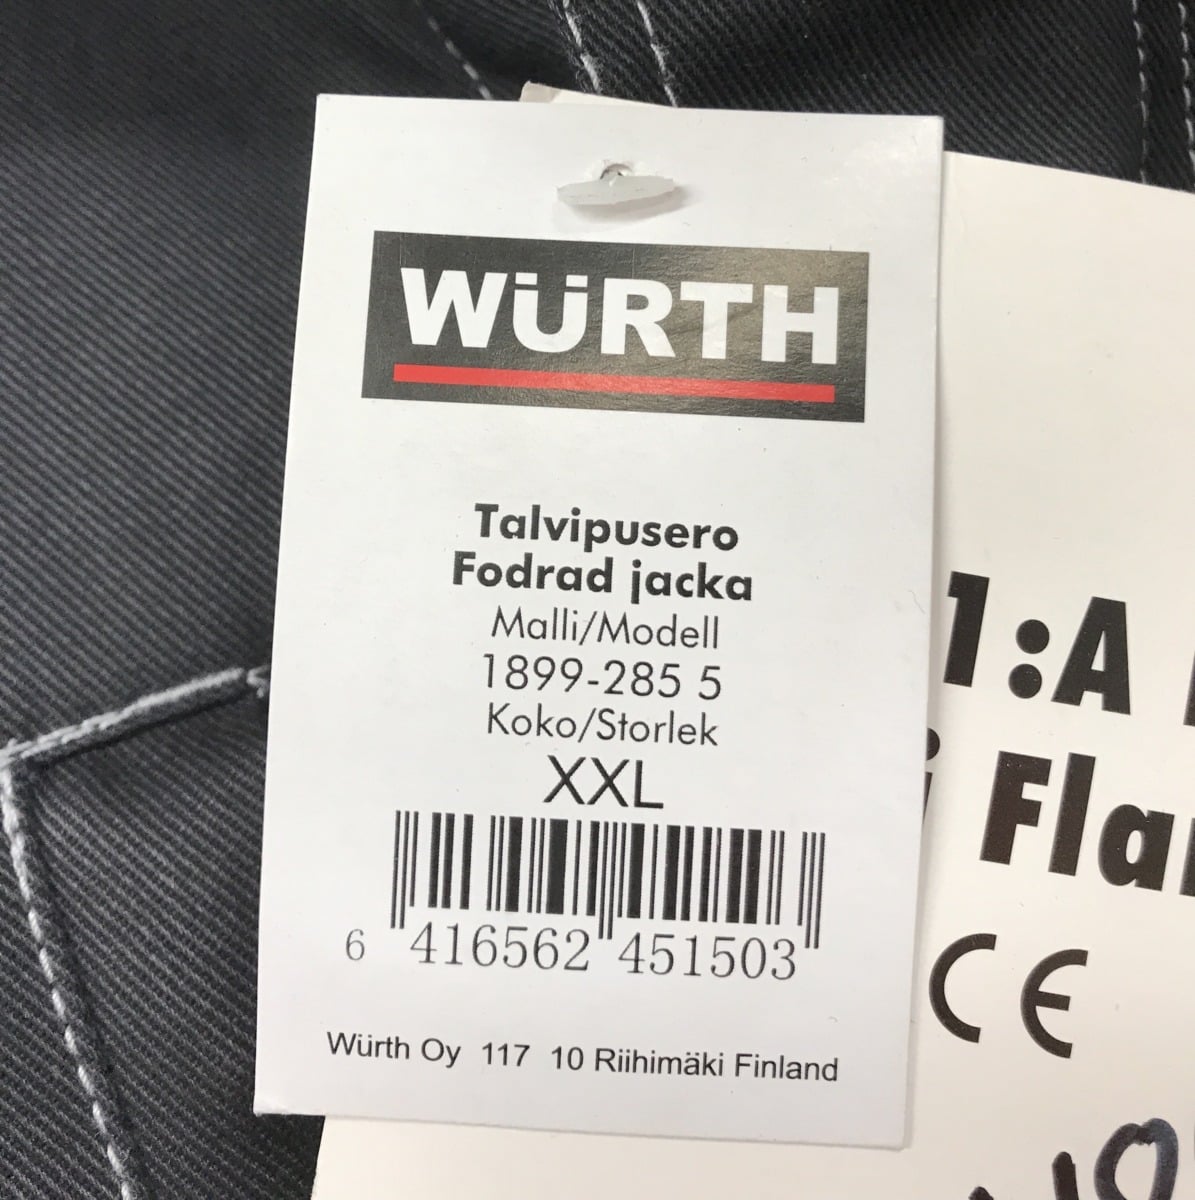 WÜRTH
Talvipusero
Fodrad jacka
Malli/Modell
1899-285 5
Koko/Storlek
XXL
6 416562 451503
Würth Oy 117 10 Riihimäki Finland
1:A
CE